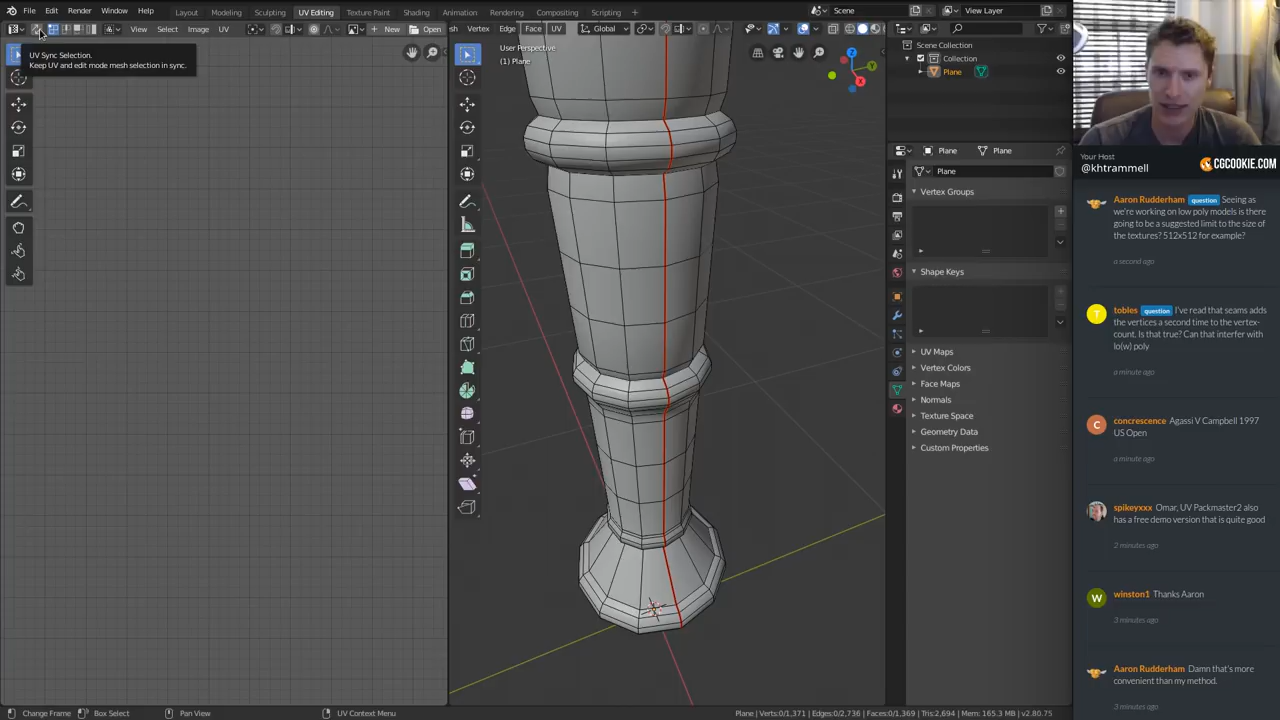 File Edit Render Window Help
Layout Modeling Sculpting UV Editing Texture Paint Shading Animation Rendering Compositing Scripting +
Scene
View Layer
View Select Image UV
New
Open
Vertex Edge Face UV
Global
UV Sync Selection.
Keep UV and edit mode mesh selection in sync.
User Perspective
(1) Plane
Z
Y
X
Scene Collection
Collection
Plane
Plane
Plane
Plane
Vertex Groups
Shape Keys
UV Maps
Vertex Colors
Face Maps
Normals
Texture Space
Geometry Data
Custom Properties
Your Host
@khtrammell
CGCOOKIE.COM
Aaron Rudderham question Seeing as
we're working on low poly models is there
going to be a suggested limit to the size of
the textures? 512x512 for example?
a second ago
T
tobles question I've read that seams adds
the vertices a second time to the vertex-
count. Is that true? Can that interfer with
lo(w) poly
a minute ago
C
concrescence Agassi V Campbell 1997
US Open
a minute ago
spikeyxxx Omar, UV Packmaster2 also
has a free demo version that is quite good
2 minutes ago
W
winston1 Thanks Aaron
3 minutes ago
Aaron Rudderham Damn that's more
convenient than my method.
3 minutes ago
Change Frame Box Select Pan View UV Context Menu
Plane | Verts:0/1,371 | Edges:0/2,736 | Faces:0/1,369 | Tris:2,694 | Mem: 165.3 MB | v2.80.75